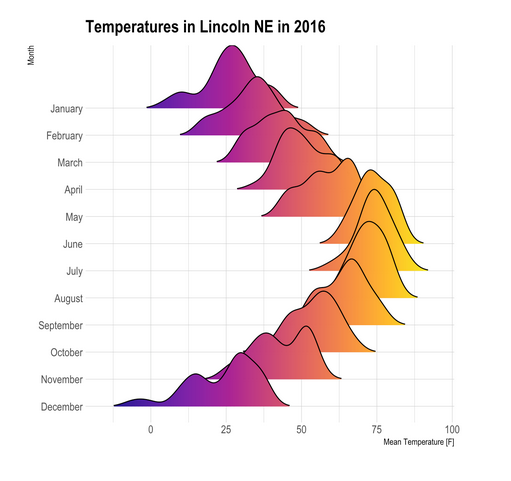 Temperatures in Lincoln NE in 2016
Month
January
February
March
April
May
June
July
August
September
October
November
December
0 25 50 75 100
Mean Temperature [F]